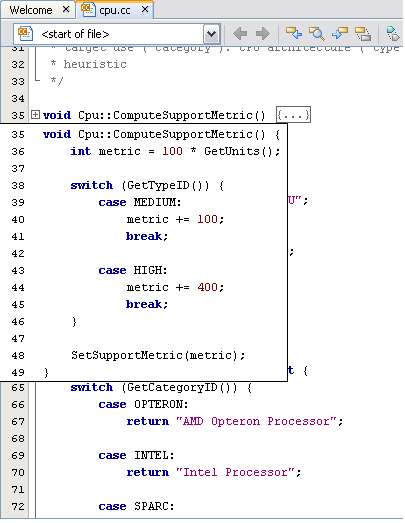 Welcome cpu.cc
<start of file>
31 * target use ( category ). CPU architecture ( type
32 * heuristic
33 */
34
35 void Cpu::ComputeSupportMetric() {...}
35 void Cpu::ComputeSupportMetric() {
36 int metric = 100 * GetUnits();
37
38 switch (GetTypeID()) {
39 case MEDIUM: U";
40 metric += 100;
41 break; ;
42
43 case HIGH:
44 metric += 400;
45 break;
46 }
47
48 SetSupportMetric(metric);
49 } t {
65 switch (GetCategoryID()) {
66 case OPTERON:
67 return "AMD Opteron Processor";
68
69 case INTEL:
70 return "Intel Processor";
71
72 case SPARC: